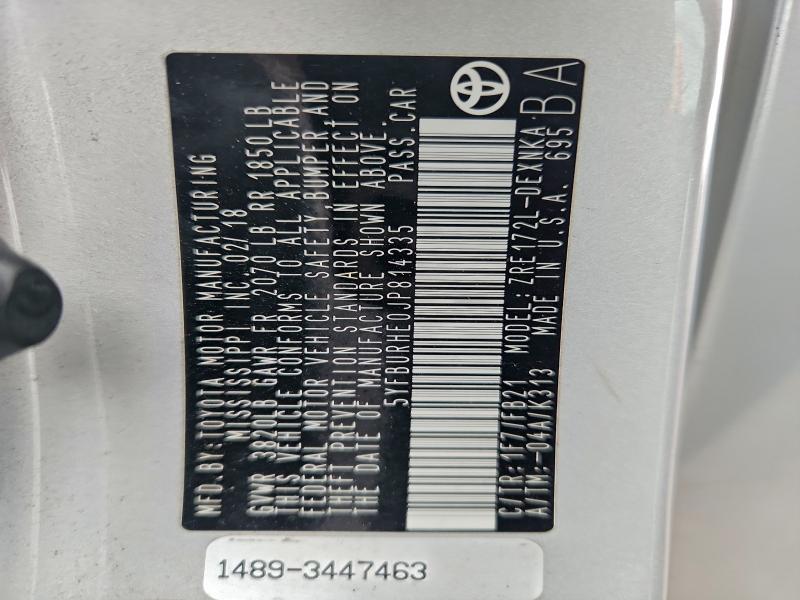 MFD.BY:TOYOTA MOTOR MANUFACTURING
MISSISSIPPI INC.02/18
GVWR 3820LB GAWR FR 2070 LB RR 1850LB
THIS VEHICLE CONFORMS TO ALL APPLICABLE
FEDERAL MOTOR VEHICLE SAFETY,BUMPER, AND
THEFT PREVENTION STANDARDS IN EFFECT ON
THE DATE OF MANUFACTURE SHOWN ABOVE.
5YFBURHE0JP814335 PASS.CAR
C/TR:1F7/FB21 MODEL:ZRE172L-DEXNKA
A/TM:-04A/K313 MADE IN U.S.A. 695
BA
1489-3447463